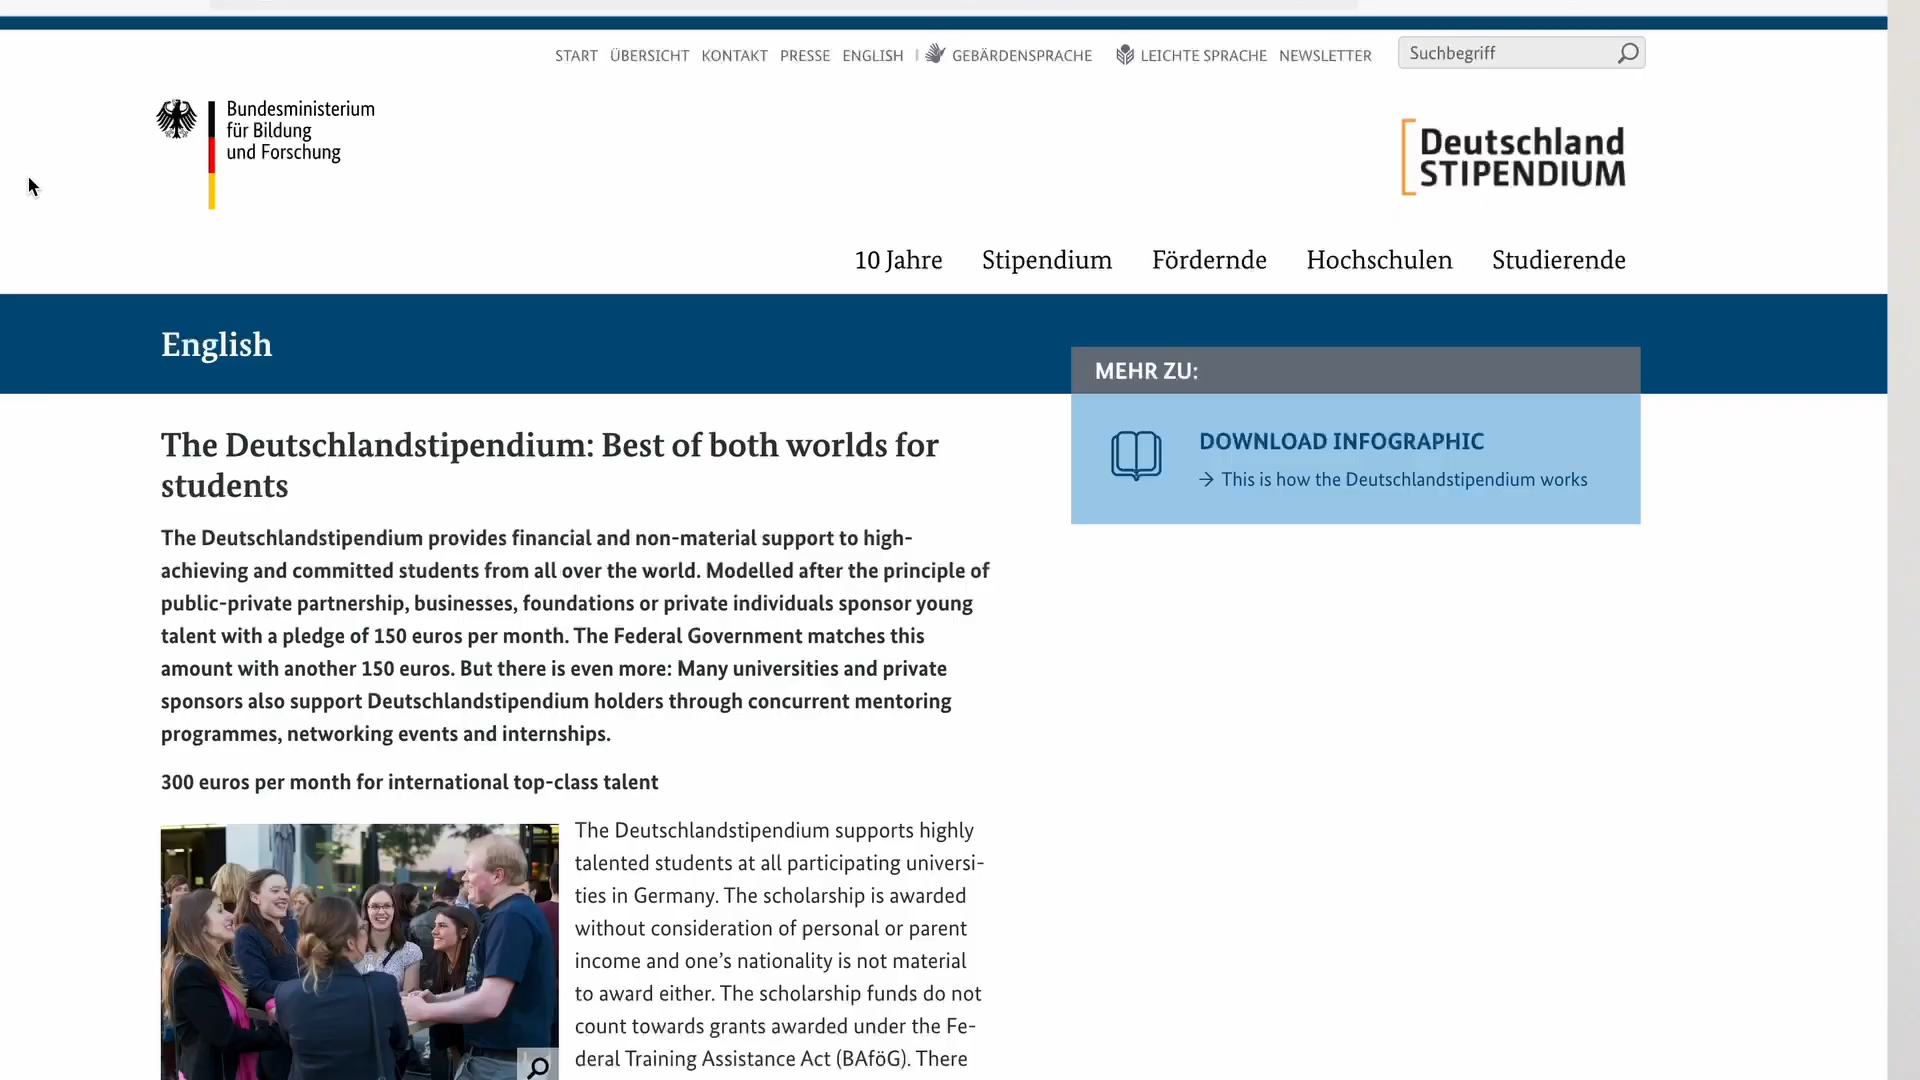 START ÜBERSICHT KONTAKT PRESSE ENGLISH | GEBÄRDENSPRACHE LEICHTE SPRACHE NEWSLETTER Suchbegriff
Bundesministerium
für Bildung
und Forschung
Deutschland
STIPENDIUM
10 Jahre Stipendium Fördernde Hochschulen Studierende
English
MEHR ZU:
DOWNLOAD INFOGRAPHIC
→ This is how the Deutschlandstipendium works
The Deutschlandstipendium: Best of both worlds for
students
The Deutschlandstipendium provides financial and non-material support to high-
achieving and committed students from all over the world. Modelled after the principle of
public-private partnership, businesses, foundations or private individuals sponsor young
talent with a pledge of 150 euros per month. The Federal Government matches this
amount with another 150 euros. But there is even more: Many universities and private
sponsors also support Deutschlandstipendium holders through concurrent mentoring
programmes, networking events and internships.
300 euros per month for international top-class talent
The Deutschlandstipendium supports highly
talented students at all participating universi-
ties in Germany. The scholarship is awarded
without consideration of personal or parent
income and one's nationality is not material
to award either. The scholarship funds do not
count towards grants awarded under the Fe-
deral Training Assistance Act (BAföG). There